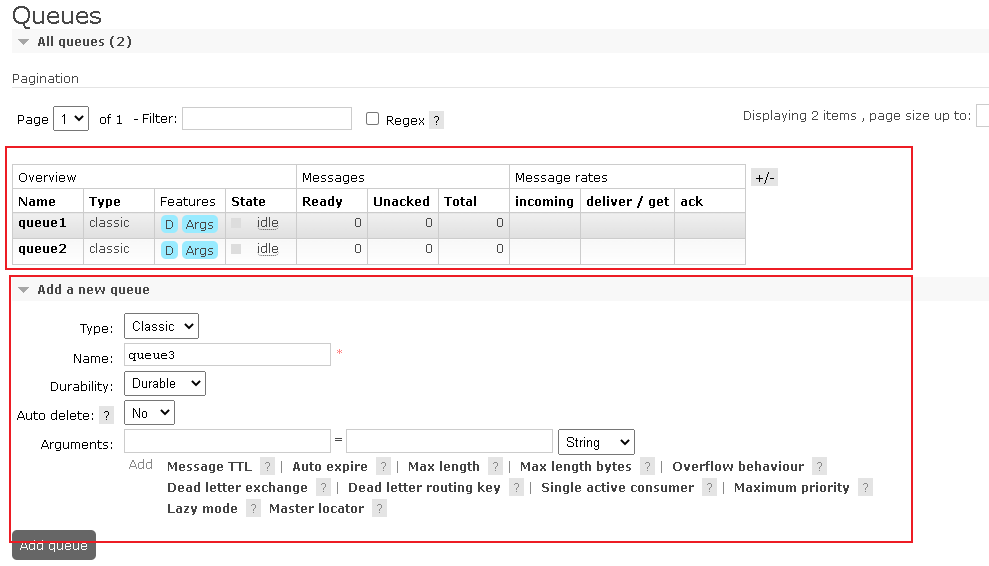 Queues
All queues (2)
Pagination
Page 1 of 1 - Filter: Regex ? Displaying 2 items , page size up to:
Overview Messages Message rates +/-
Name Type Features State Ready Unacked Total incoming deliver / get ack
queue1 classic D Args idle 0 0 0
queue2 classic D Args idle 0 0 0
Add a new queue
Type: Classic
Name: queue3 *
Durability: Durable
Auto delete: ? No
Arguments: = String
Add Message TTL ? | Auto expire ? | Max length ? | Max length bytes ? | Overflow behaviour ?
Dead letter exchange ? | Dead letter routing key ? | Single active consumer ? | Maximum priority ?
Lazy mode ? Master locator ?
Add queue